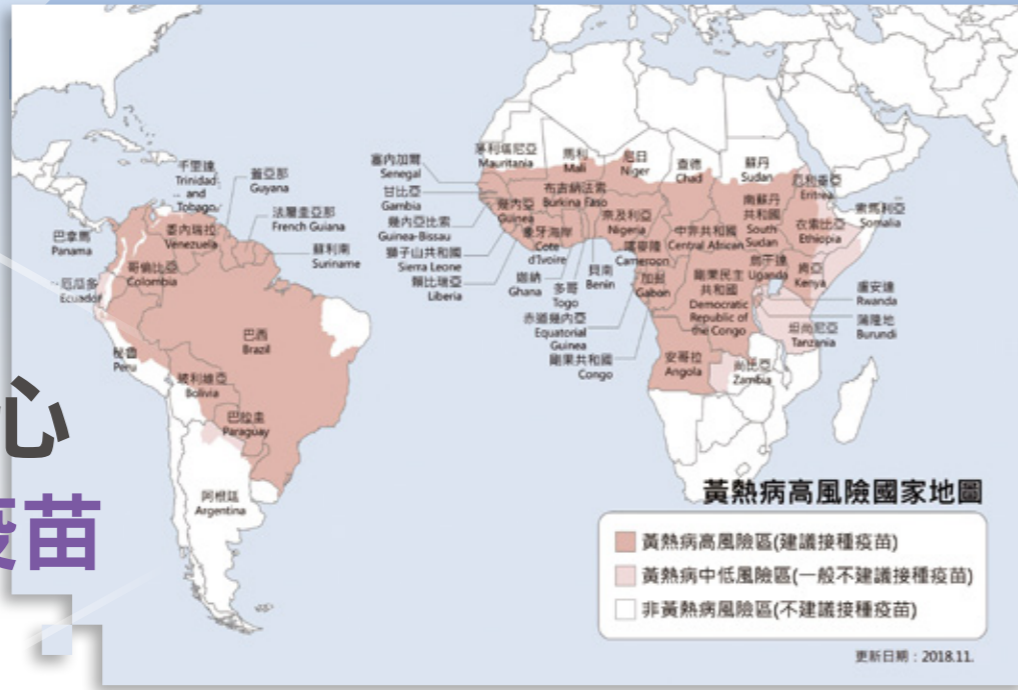 心
疫苗
千里達
Trinidad
and
Tobago
蓋亞那
Guyana
法屬圭亞那
French Guiana
蘇利南
Suriname
巴拿馬
Panama
委內瑞拉
Venezuela
哥倫比亞
Colombia
厄瓜多
Ecuador
巴西
Brazil
秘魯
Peru
玻利維亞
Bolivia
巴拉圭
Paraguay
阿根廷
Argentina
塞內加爾
Senegal
甘比亞
Gambia
幾內亞比索
Guinea-Bissau
獅子山共和國
Sierra Leone
賴比瑞亞
Liberia
茅利塔尼亞
Mauritania
馬利
Mali
尼日
Niger
查德
Chad
蘇丹
Sudan
厄利垂亞
Eritrea
索馬利亞
Somalia
幾內亞
Guinea
布吉納法索
Burkina Faso
奈及利亞
Nigeria
中非共和國
Central African
南蘇丹
共和國
South
Sudan
衣索比亞
Ethiopia
象牙海岸
Cote
d'Ivoire
喀麥隆
Cameroon
烏干達
Uganda
肯亞
Kenya
迦納
Ghana
多哥
Togo
貝南
Benin
加彭
Gabon
剛果民主
共和國
Democratic
Republic of
the Congo
盧安達
Rwanda
蒲隆地
Burundi
赤道幾內亞
Equatorial
Guinea
剛果共和國
Congo
坦尚尼亞
Tanzania
安哥拉
Angola
尚比亞
Zambia
黃熱病高風險國家地圖
黃熱病高風險區(建議接種疫苗)
黃熱病中低風險區(一般不建議接種疫苗)
非黃熱病風險區(不建議接種疫苗)
更新日期：2018.11.